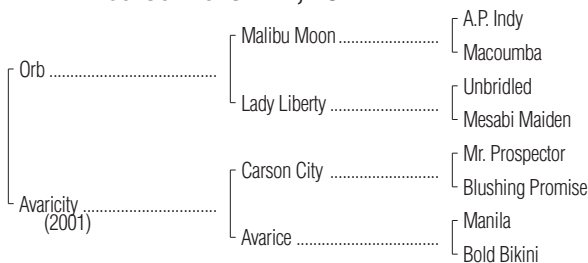 A.P. Indy
Malibu Moon
Macoumba
Orb
Unbridled
Lady Liberty
Mesabi Maiden
Mr. Prospector
Carson City
Blushing Promise
Avaricity
(2001)
Manila
Avarice
Bold Bikini